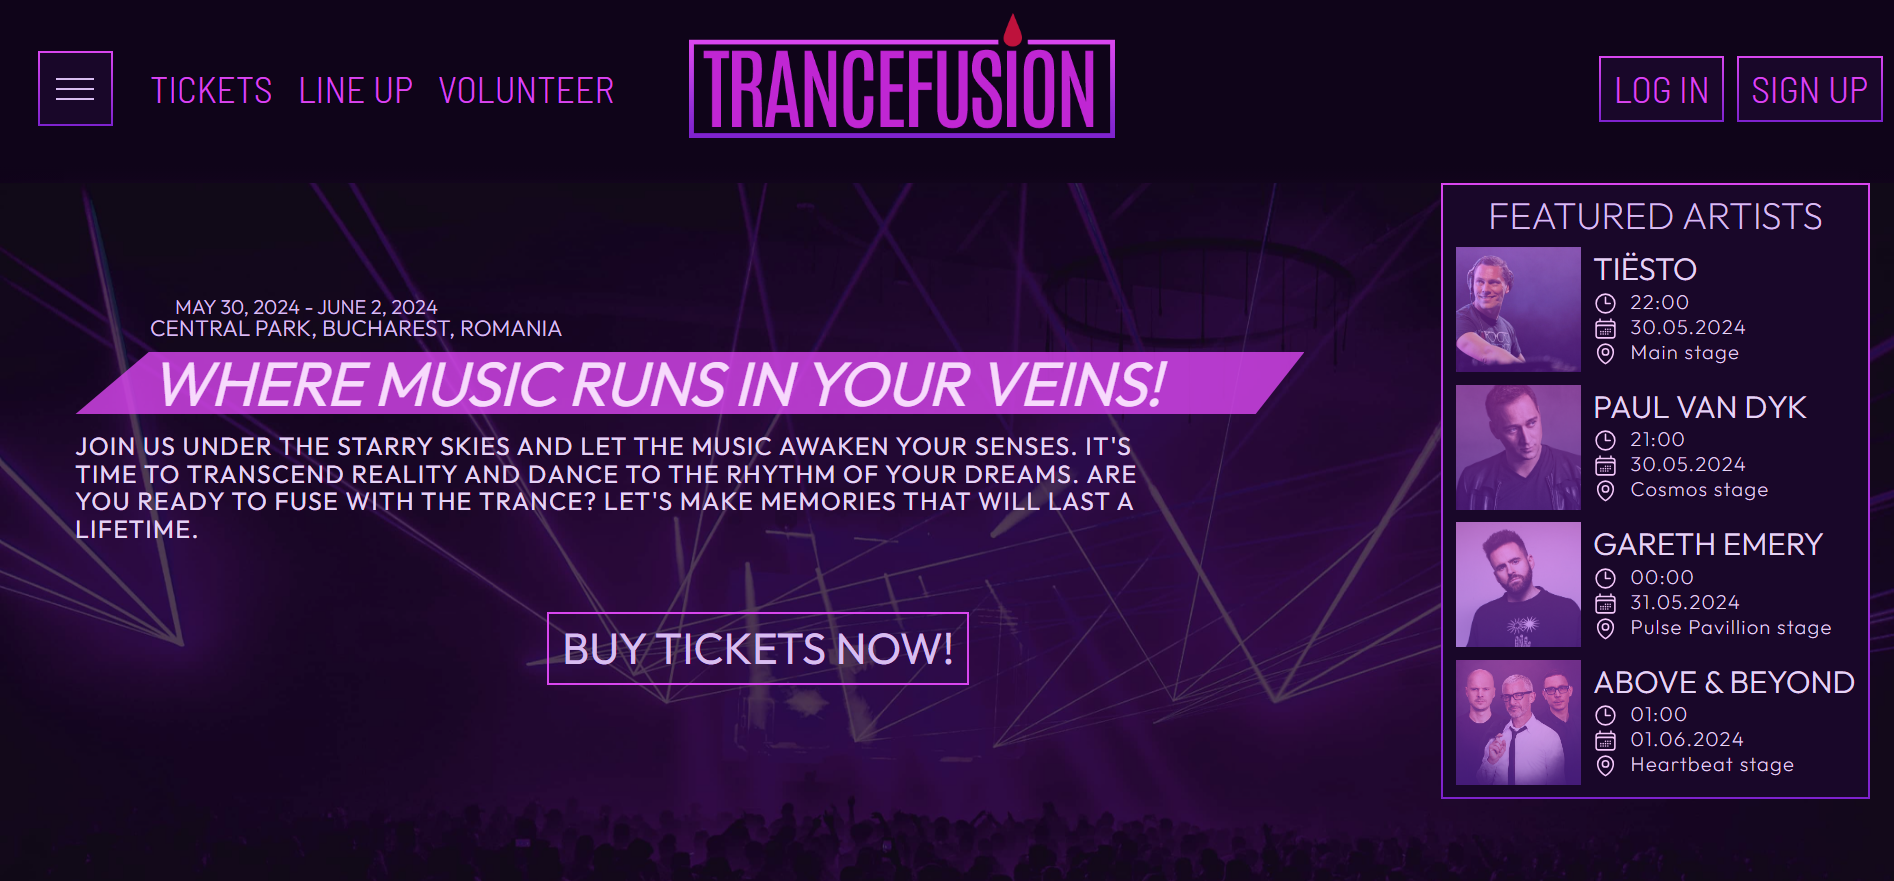 TICKETS LINE UP VOLUNTEER
TRANCEFUSION
LOG IN SIGN UP
MAY 30, 2024 - JUNE 2, 2024
CENTRAL PARK, BUCHAREST, ROMANIA
WHERE MUSIC RUNS IN YOUR VEINS!
JOIN US UNDER THE STARRY SKIES AND LET THE MUSIC AWAKEN YOUR SENSES. IT'S
TIME TO TRANSCEND REALITY AND DANCE TO THE RHYTHM OF YOUR DREAMS. ARE
YOU READY TO FUSE WITH THE TRANCE? LET'S MAKE MEMORIES THAT WILL LAST A
LIFETIME.
BUY TICKETS NOW!
FEATURED ARTISTS
TIËSTO
22:00
30.05.2024
Main stage
PAUL VAN DYK
21:00
30.05.2024
Cosmos stage
GARETH EMERY
00:00
31.05.2024
Pulse Pavillion stage
ABOVE & BEYOND
01:00
01.06.2024
Heartbeat stage